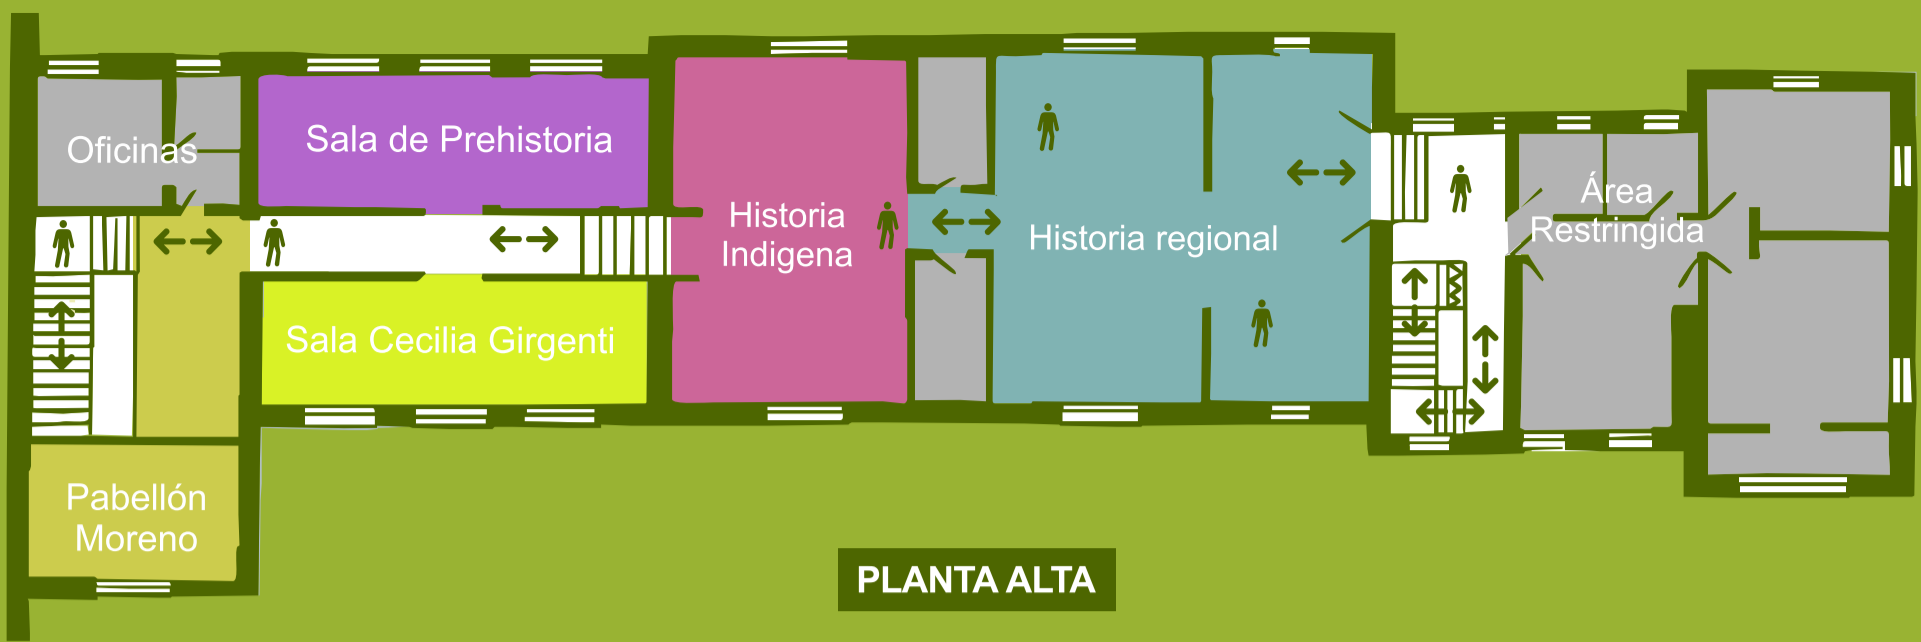 Oficinas
Sala de Prehistoria
Sala Cecilia Girgenti
Pabellón
Moreno
Historia
Indigena
Historia regional
Área
Restringida
PLANTA ALTA